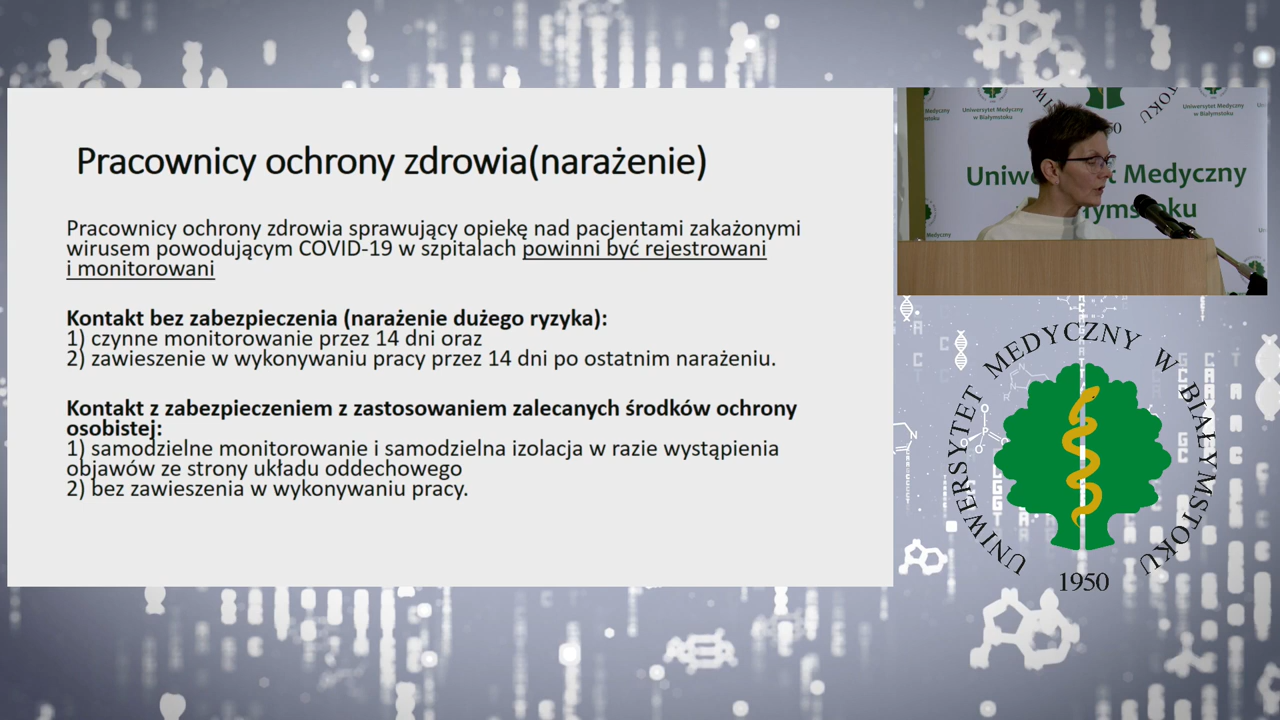 Pracownicy ochrony zdrowia(narażenie)
Pracownicy ochrony zdrowia sprawujący opiekę nad pacjentami zakażonymi
wirusem powodującym COVID-19 w szpitalach powinni być rejestrowani
i monitorowani
Kontakt bez zabezpieczenia (narażenie dużego ryzyka):
1) czynne monitorowanie przez 14 dni oraz
2) zawieszenie w wykonywaniu pracy przez 14 dni po ostatnim narażeniu.
Kontakt z zabezpieczeniem z zastosowaniem zalecanych środków ochrony
osobistej:
1) samodzielne monitorowanie i samodzielna izolacja w razie wystąpienia
objawów ze strony układu oddechowego
2) bez zawieszenia w wykonywaniu pracy.
Uniwersytet Medyczny
w Białymstoku
Uniwersytet Medyczny
w Białymstoku
Medyczny
UNIWERSYTET MEDYCZNY W BIAŁYMSTOKU
1950